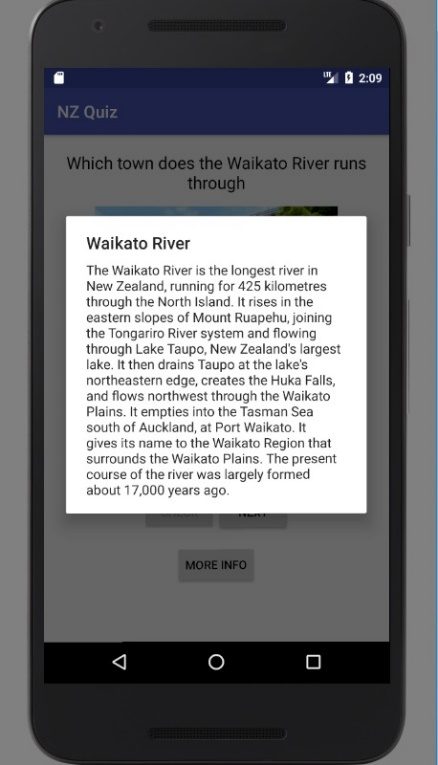 LTE 2:09
NZ Quiz
Which town does the Waikato River runs
through
Waikato River
The Waikato River is the longest river in
New Zealand, running for 425 kilometres
through the North Island. It rises in the
eastern slopes of Mount Ruapehu, joining
the Tongariro River system and flowing
through Lake Taupo, New Zealand's largest
lake. It then drains Taupo at the lake's
northeastern edge, creates the Huka Falls,
and flows northwest through the Waikato
Plains. It empties into the Tasman Sea
south of Auckland, at Port Waikato. It
gives its name to the Waikato Region that
surrounds the Waikato Plains. The present
course of the river was largely formed
about 17,000 years ago.
NEXT
MORE INFO